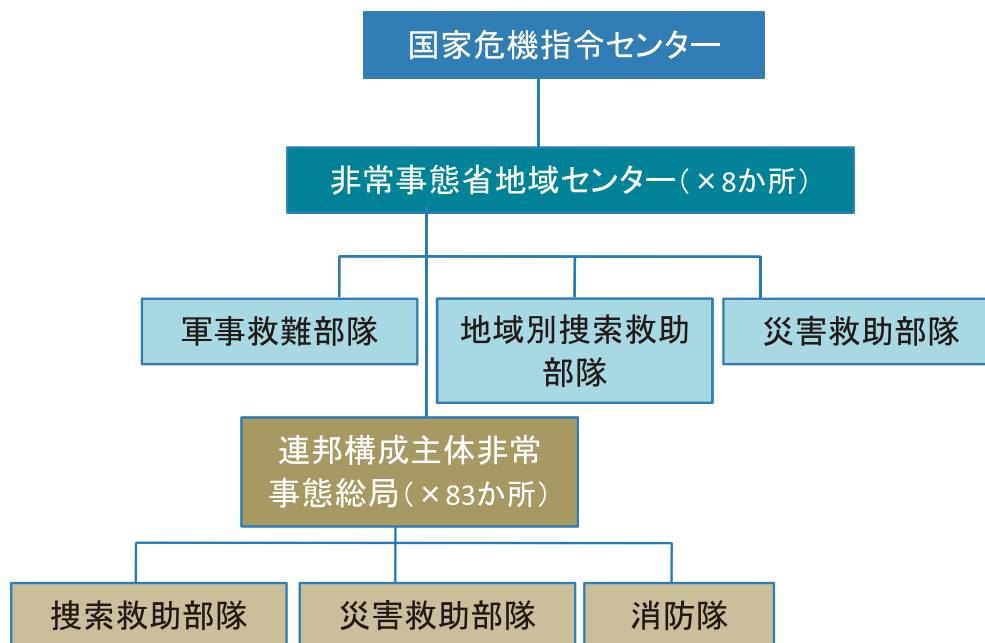 国家危機指令センター
非常事態省地域センター(×8か所)
軍事救難部隊
地域別捜索救助
部隊
災害救助部隊
連邦構成主体非常
事態総局(×83か所)
捜索救助部隊
災害救助部隊
消防隊